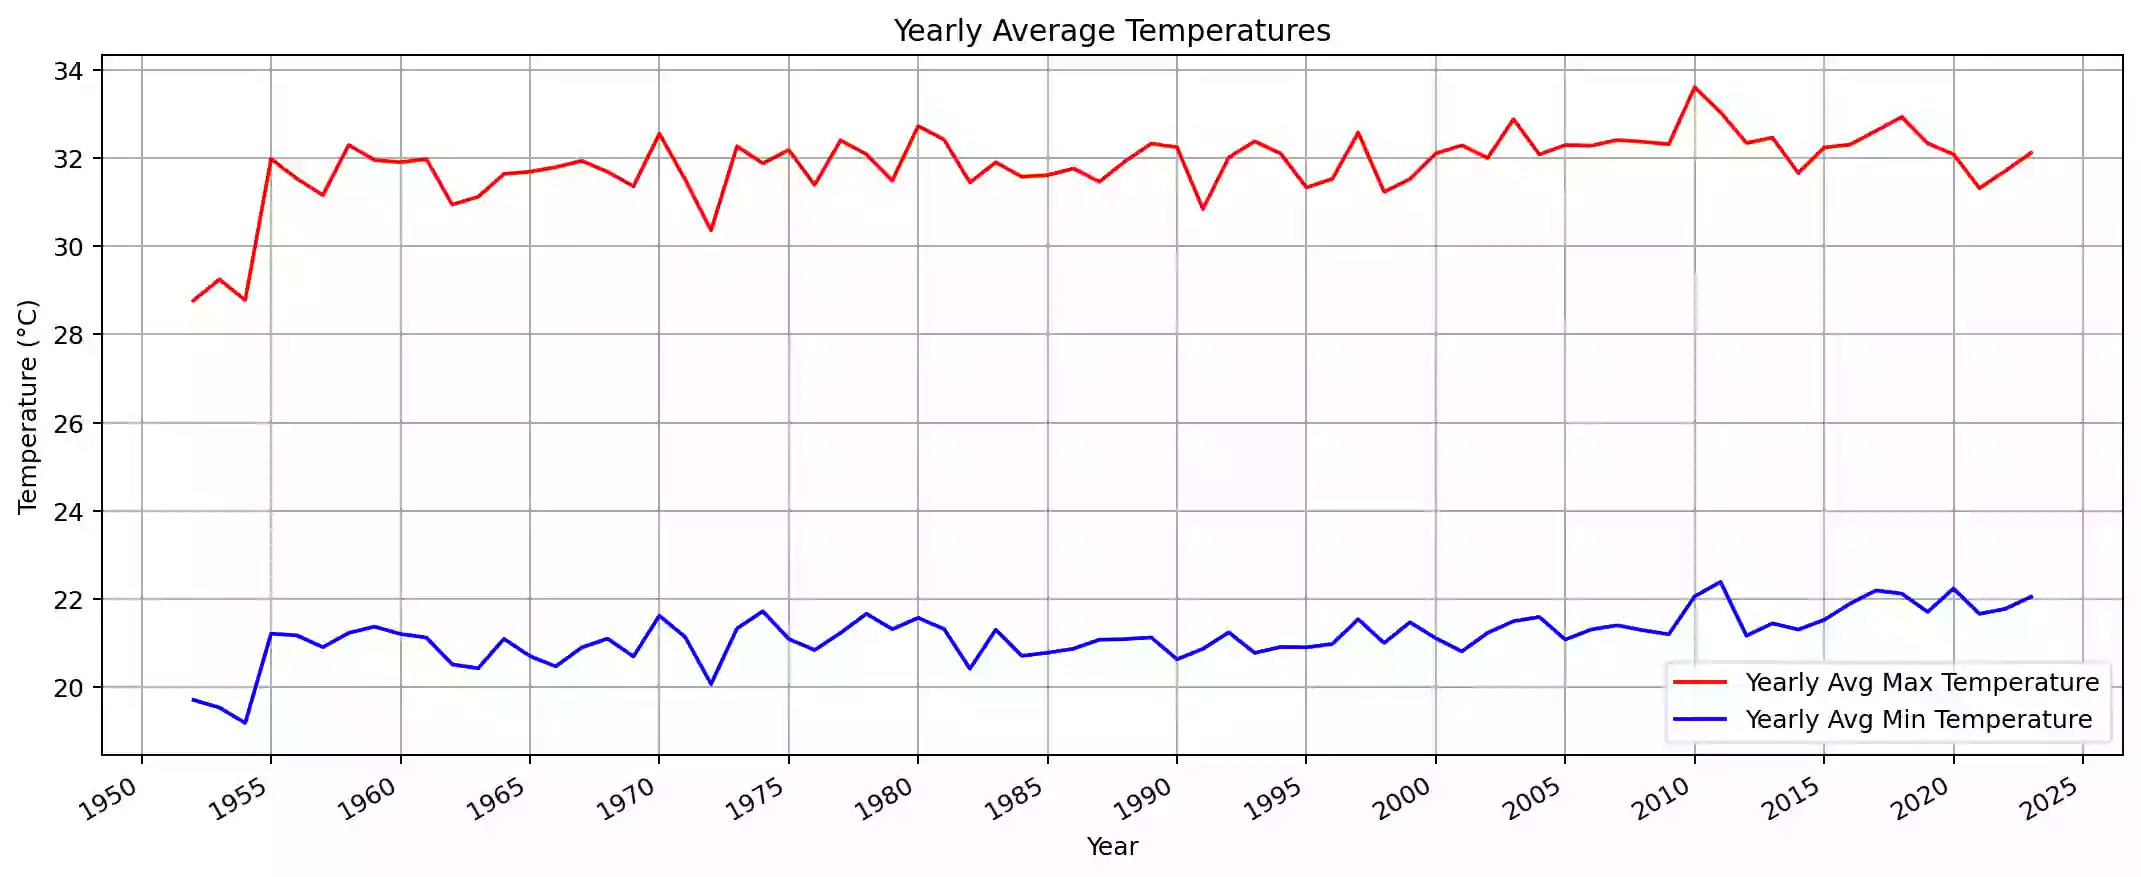 Yearly Average Temperatures
34
32
30
28
26
24
22
20
Temperature (°C)
Yearly Avg Max Temperature
Yearly Avg Min Temperature
1950 1955 1960 1965 1970 1975 1980 1985 1990 1995 2000 2005 2010 2015 2020 2025
Year